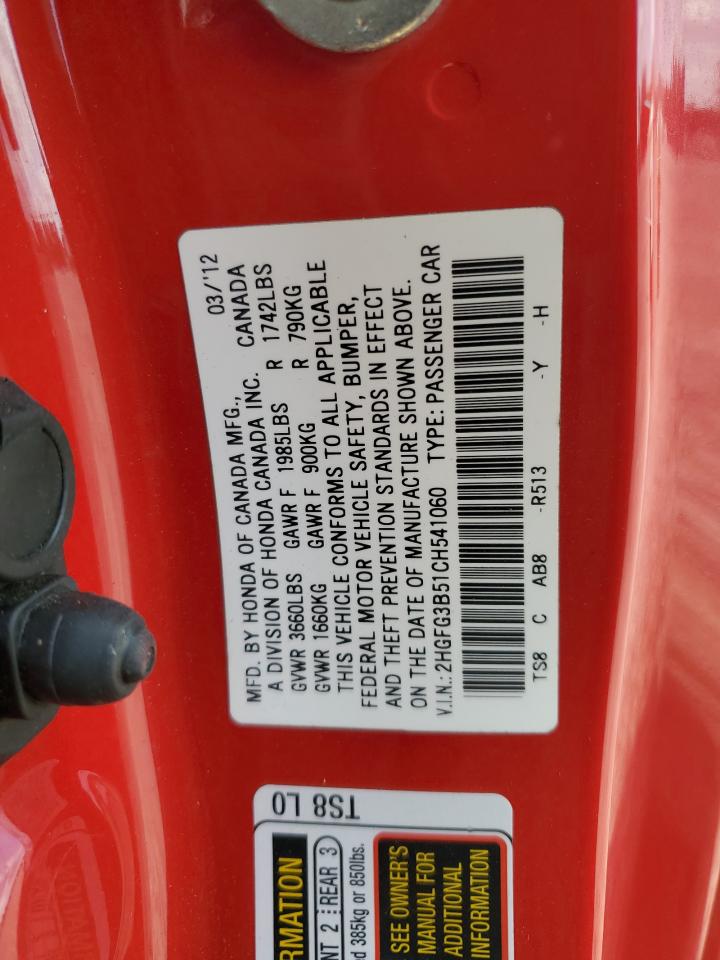 MFD. BY HONDA OF CANADA MFG., 03/'12
A DIVISION OF HONDA CANADA INC. CANADA
GVWR 3660LBS GAWR F 1985LBS R 1742LBS
GVWR 1660KG GAWR F 900KG R 790KG
THIS VEHICLE CONFORMS TO ALL APPLICABLE
FEDERAL MOTOR VEHICLE SAFETY, BUMPER,
AND THEFT PREVENTION STANDARDS IN EFFECT
ON THE DATE OF MANUFACTURE SHOWN ABOVE.
V.I.N.: 2HGFG3B51CH541060 TYPE: PASSENGER CAR
TS8 C AB8 -R513 -Y -H
TS8 L0
2 REAR 3
385kg or 850lbs.
SEE OWNER'S
MANUAL FOR
ADDITIONAL
INFORMATION